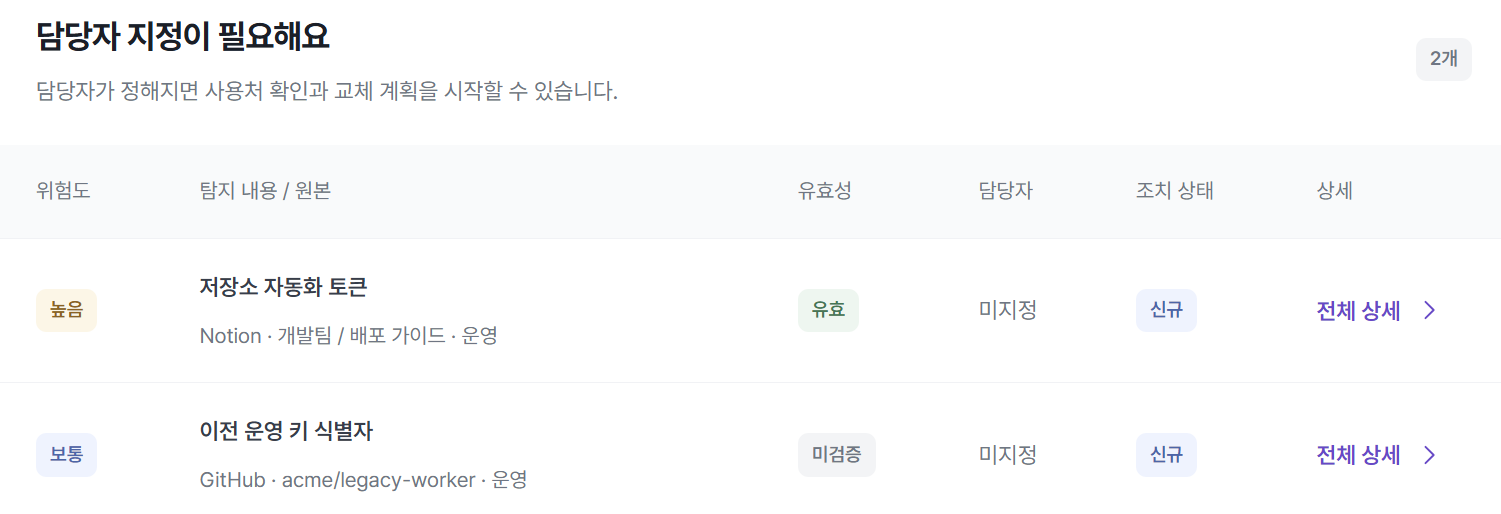 담당자 지정이 필요해요
2개
담당자가 정해지면 사용처 확인과 교체 계획을 시작할 수 있습니다.
위험도 탐지 내용 / 원본 유효성 담당자 조치 상태 상세
높음 저장소 자동화 토큰 유효 미지정 신규 전체 상세
Notion · 개발팀 / 배포 가이드 · 운영
보통 이전 운영 키 식별자 미검증 미지정 신규 전체 상세
GitHub · acme/legacy-worker · 운영